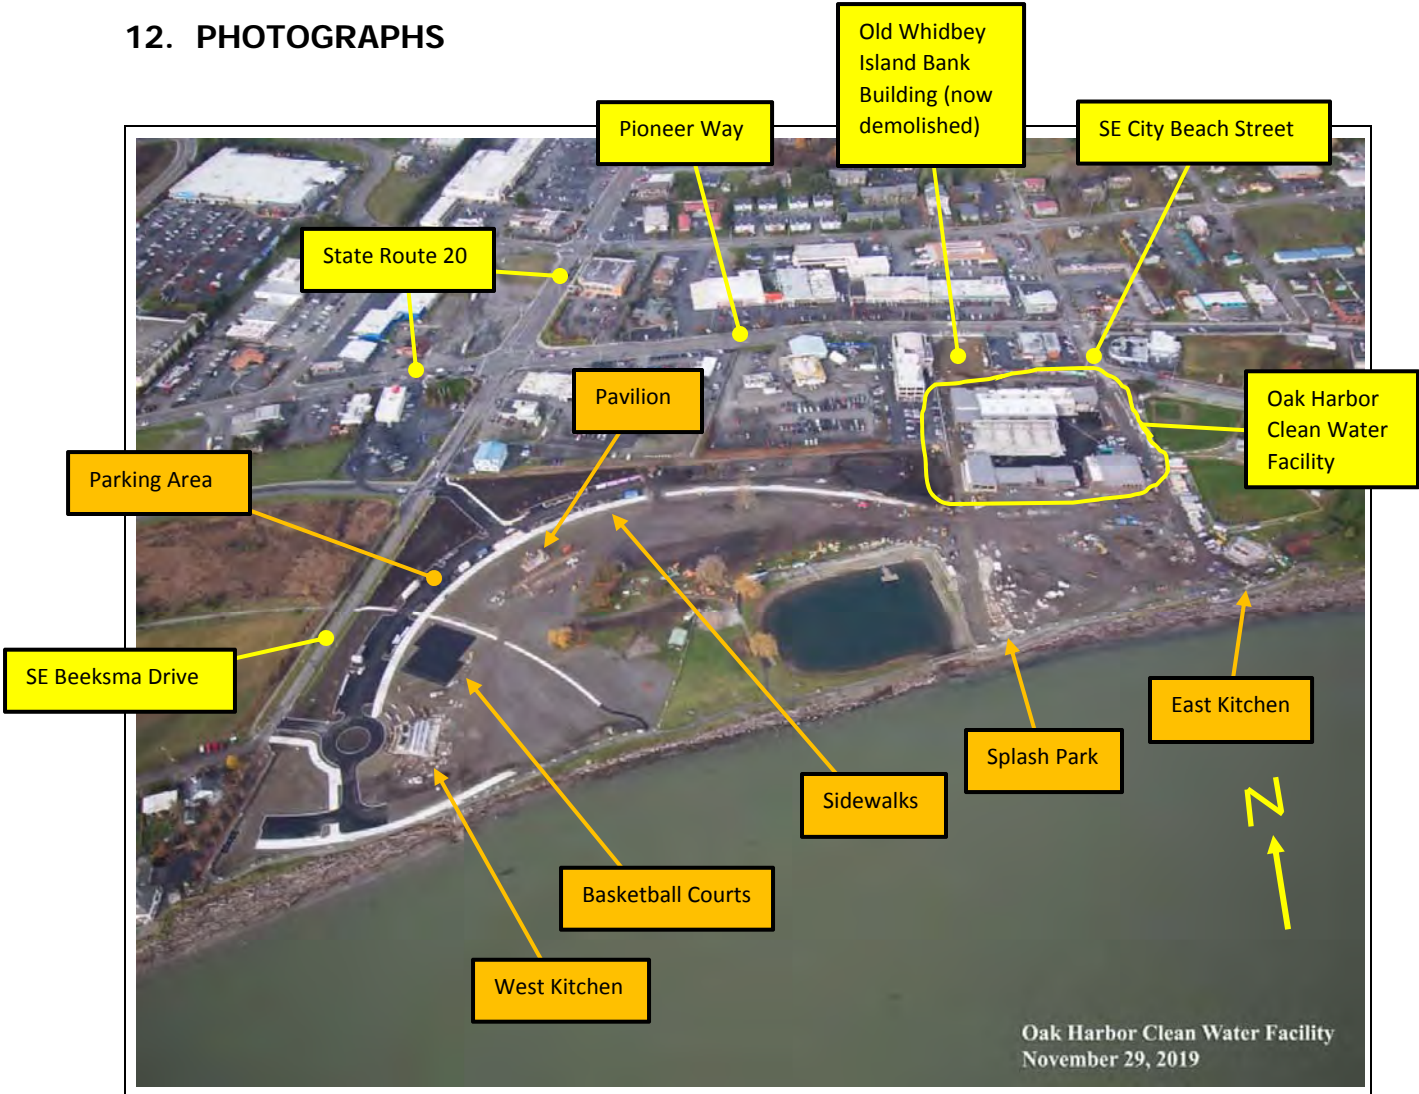 12. PHOTOGRAPHS
Old Whidbey
Island Bank
Building (now
demolished)
Pioneer Way
SE City Beach Street
State Route 20
Pavilion
Oak Harbor
Clean Water
Facility
Parking Area
SE Beeksma Drive
East Kitchen
Splash Park
Sidewalks
Basketball Courts
West Kitchen
N
Oak Harbor Clean Water Facility
November 29, 2019